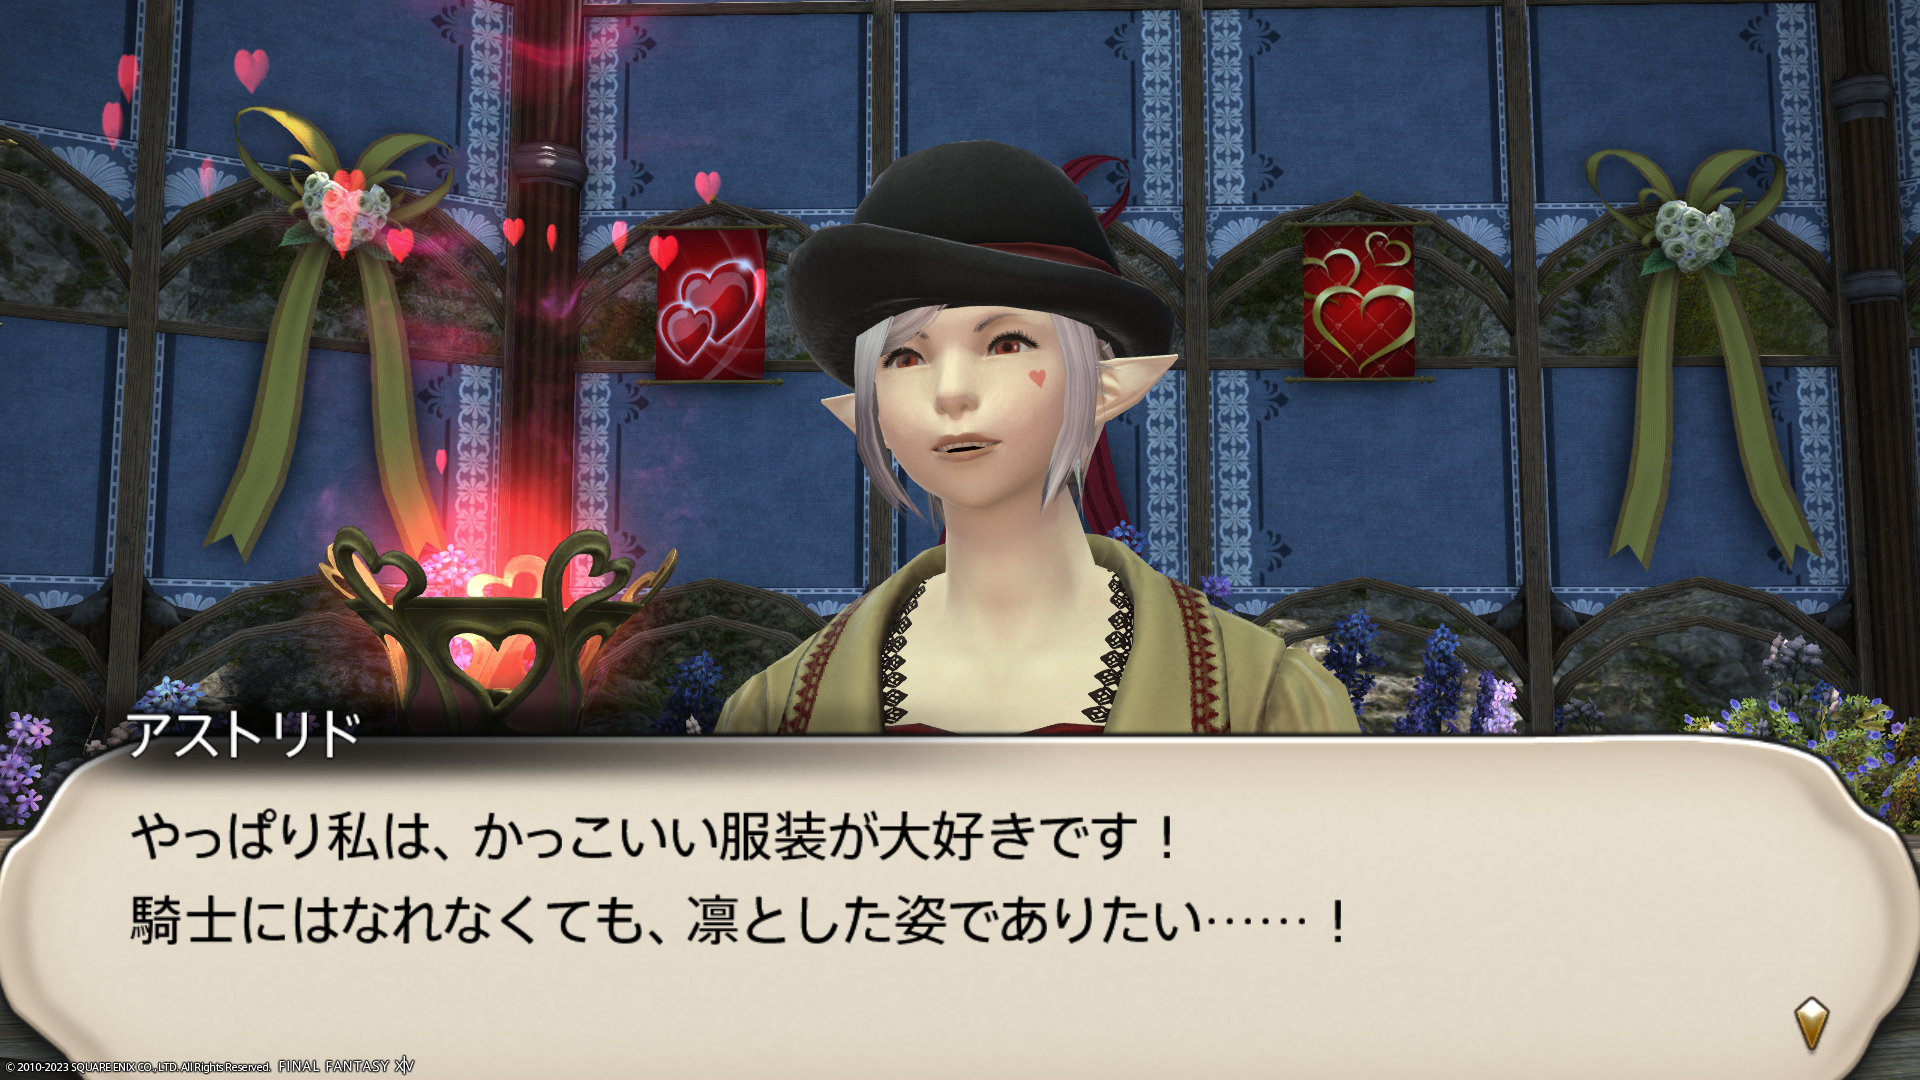 アストリド
やっぱり私は、かっこいい服装が大好きです！
騎士にはなれなくても、凛とした姿でありたい……！
© 2010-2023 SQUARE ENIX CO., LTD. All Rights Reserved. FINAL FANTASY XIV